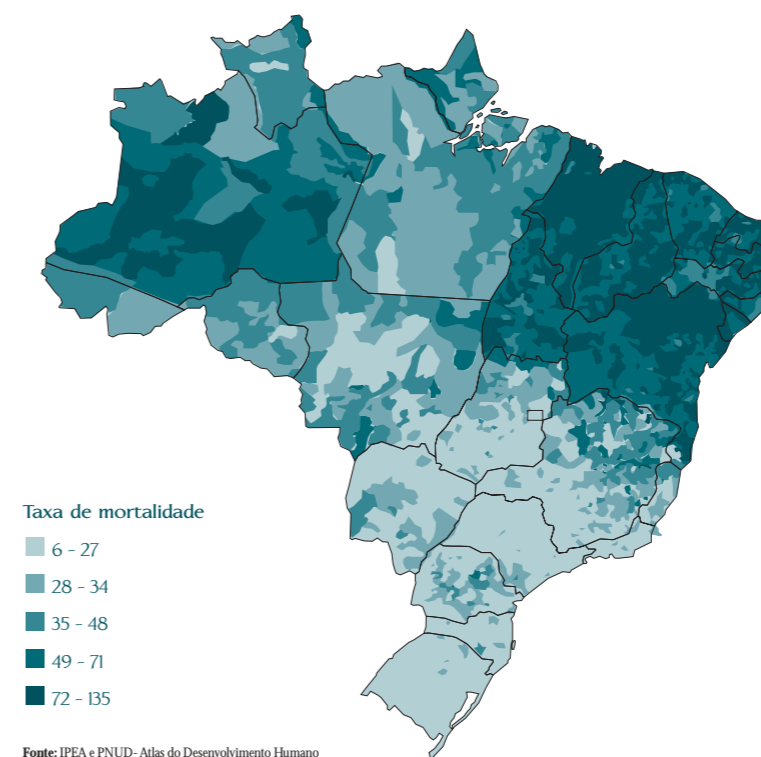 Taxa de mortalidade
6 - 27
28 - 34
35 - 48
49 - 71
72 - 135
Fonte: IPEA e PNUD- Atlas do Desenvolvimento Humano